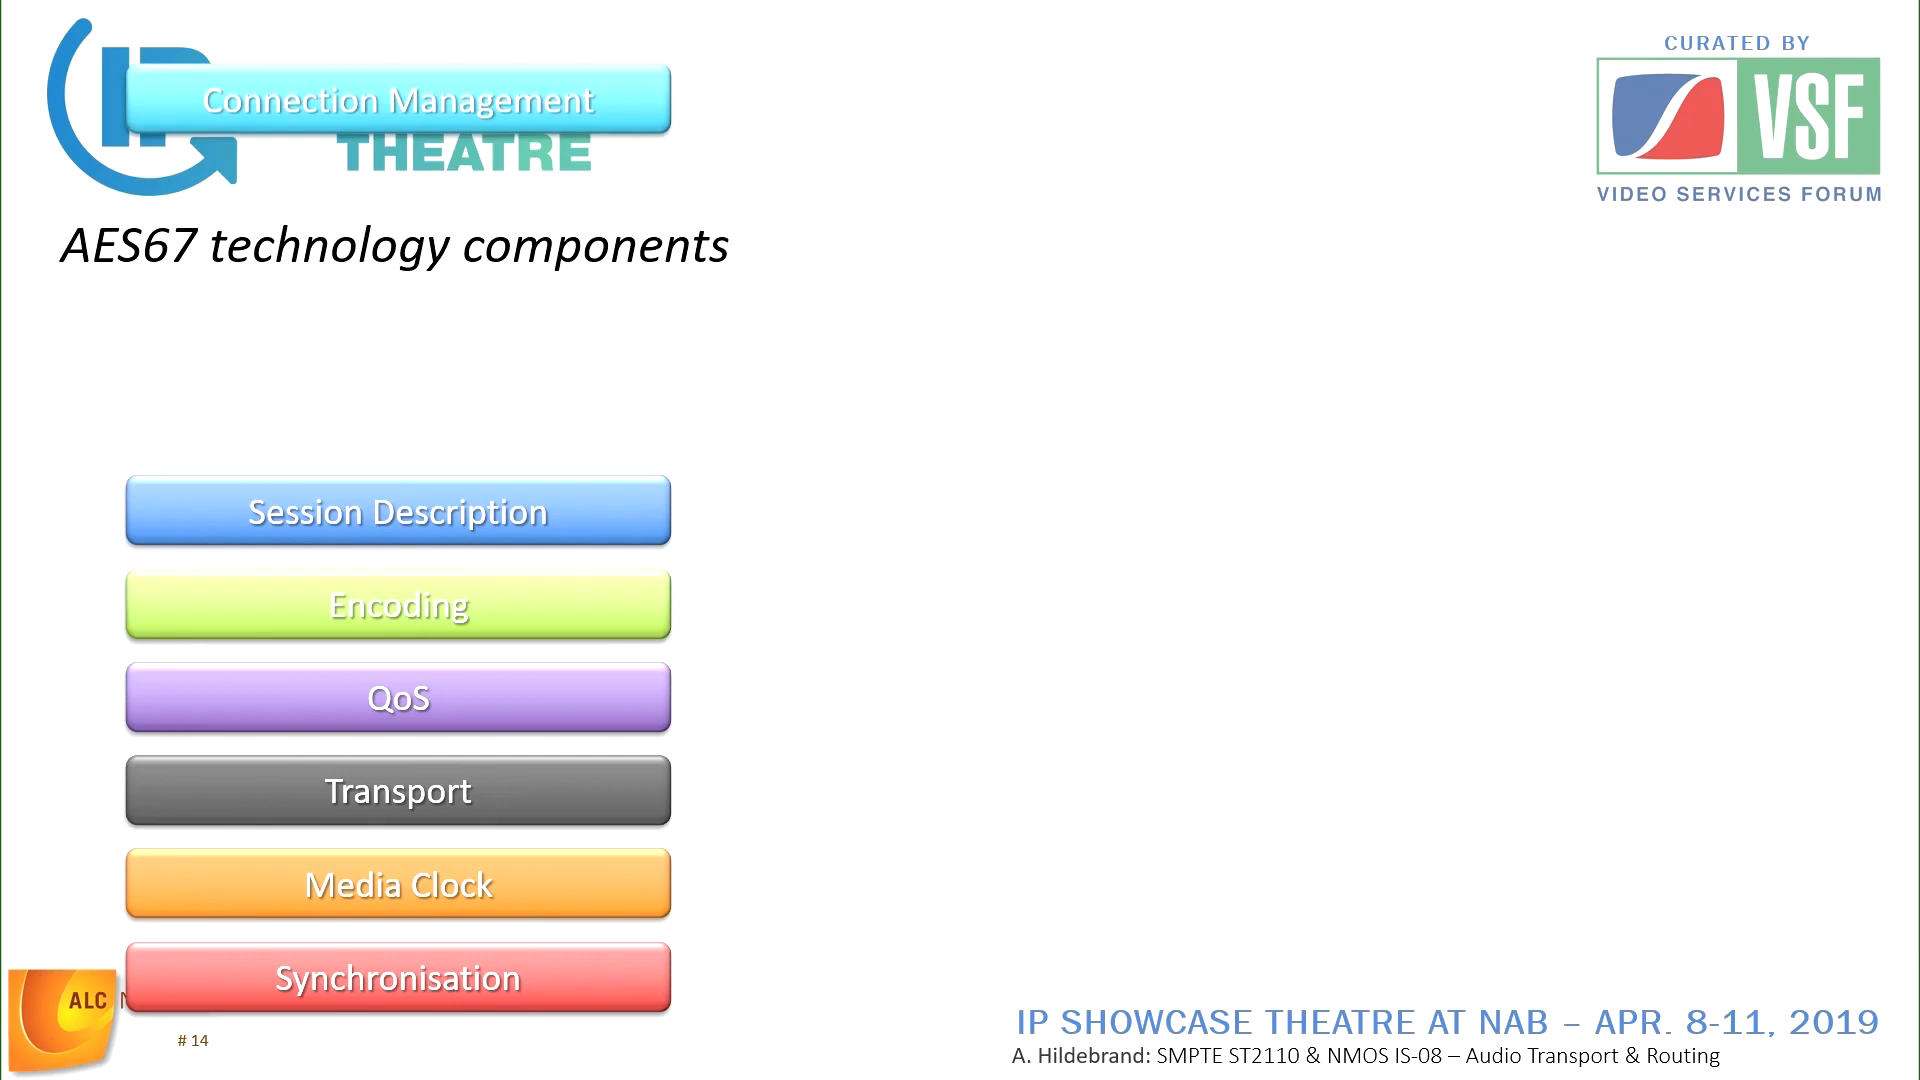 CURATED BY
IP
Connection Management
VSF
THEATRE
VIDEO SERVICES FORUM
AES67 technology components
Session Description
Encoding
QoS
Transport
Media Clock
Synchronisation
ALC
# 14
IP SHOWCASE THEATRE AT NAB – APR. 8-11, 2019
A. Hildebrand: SMPTE ST2110 & NMOS IS-08 – Audio Transport & Routing